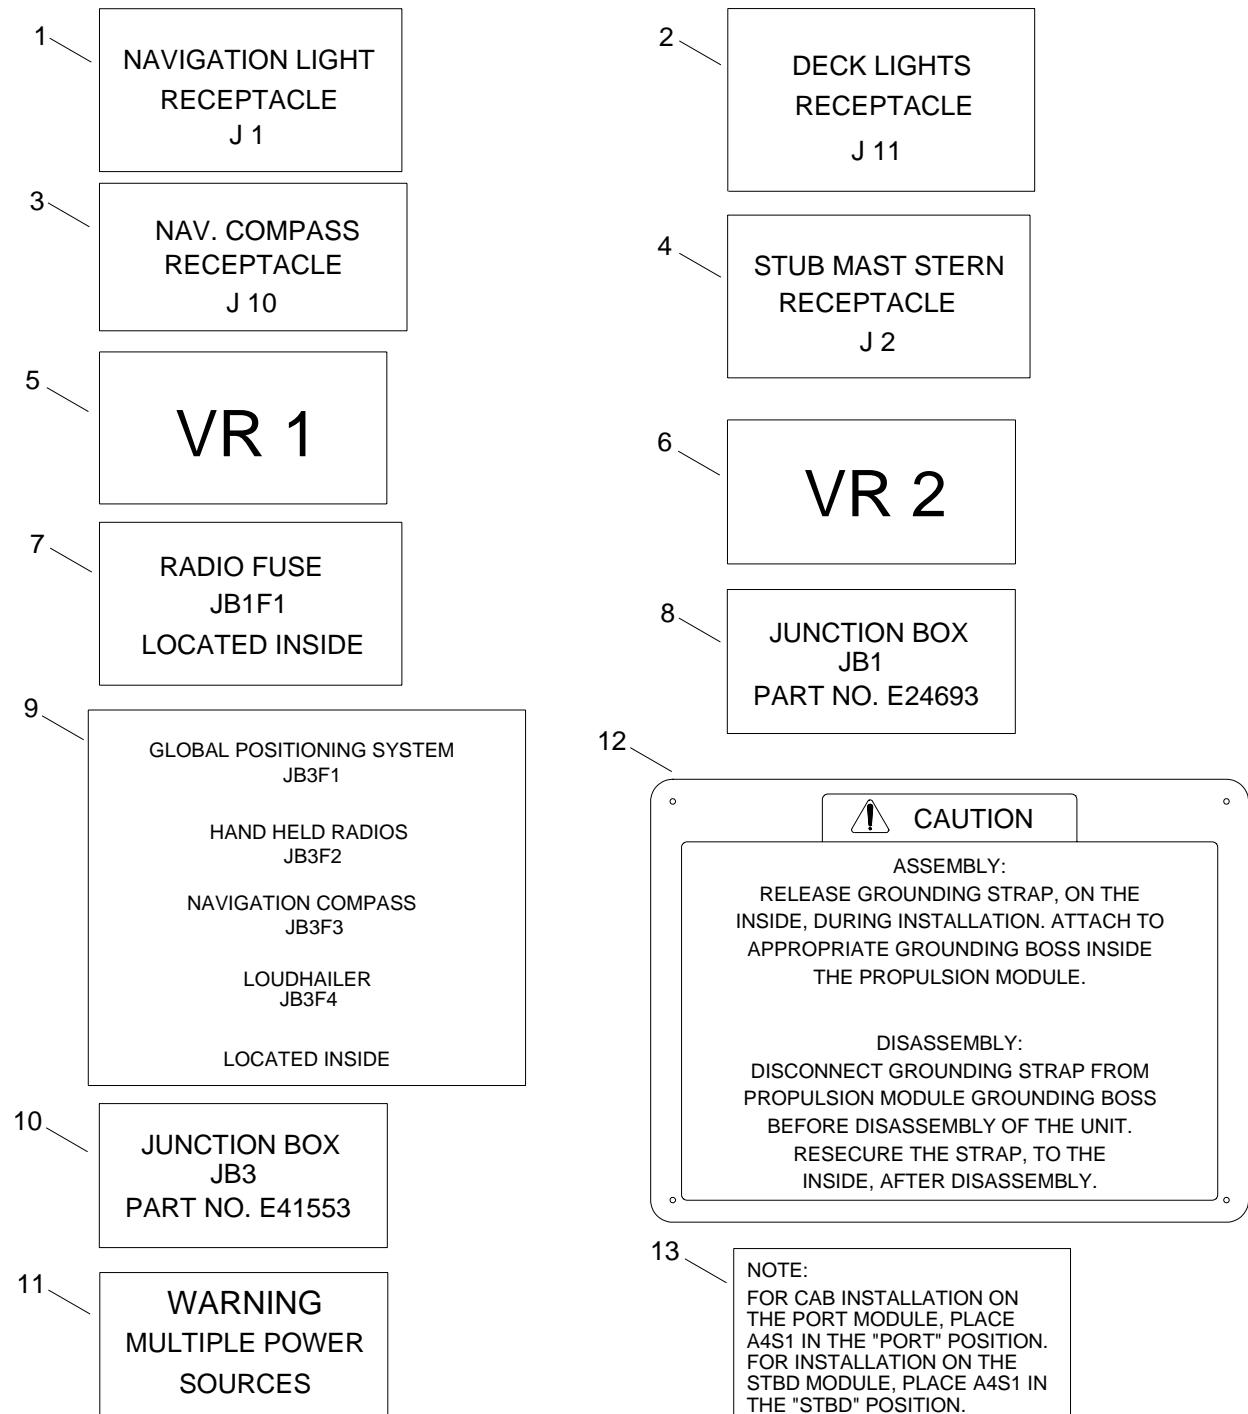 1
NAVIGATION LIGHT
RECEPTACLE
J 1
2
DECK LIGHTS
RECEPTACLE
J 11
3
NAV. COMPASS
RECEPTACLE
J 10
4
STUB MAST STERN
RECEPTACLE
J 2
5
VR 1
6
VR 2
7
RADIO FUSE
JB1F1
LOCATED INSIDE
8
JUNCTION BOX
JB1
PART NO. E24693
9
GLOBAL POSITIONING SYSTEM
JB3F1
HAND HELD RADIOS
JB3F2
NAVIGATION COMPASS
JB3F3
LOUDHAILER
JB3F4
LOCATED INSIDE
10
JUNCTION BOX
JB3
PART NO. E41553
11
WARNING
MULTIPLE POWER
SOURCES
12
CAUTION
ASSEMBLY:
RELEASE GROUNDING STRAP, ON THE
INSIDE, DURING INSTALLATION. ATTACH TO
APPROPRIATE GROUNDING BOSS INSIDE
THE PROPULSION MODULE.
DISASSEMBLY:
DISCONNECT GROUNDING STRAP FROM
PROPULSION MODULE GROUNDING BOSS
BEFORE DISASSEMBLY OF THE UNIT.
RESECURE THE STRAP, TO THE
INSIDE, AFTER DISASSEMBLY.
13
NOTE:
FOR CAB INSTALLATION ON
THE PORT MODULE, PLACE
A4S1 IN THE "PORT" POSITION.
FOR INSTALLATION ON THE
STBD MODULE, PLACE A4S1 IN
THE "STBD" POSITION.